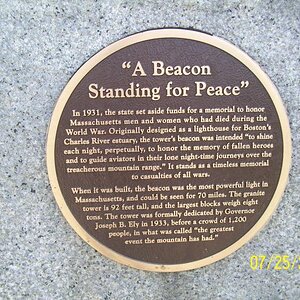 “A Beacon
Standing for Peace”
In 1931, the state set aside funds for a memorial to honor
Massachusetts men and women who had died during the
World War. Originally designed as a lighthouse for Boston's
Charles River estuary, the tower's beacon was intended “to shine
each night, perpetually, to honor the memory of fallen heroes
and to guide aviators in their lone night-time journeys over the
treacherous mountain range.” It stands as a timeless memorial
to casualties of all wars.
When it was built, the beacon was the most powerful light in
Massachusetts, and could be seen for 70 miles. The granite
tower is 92 feet tall, and the largest blocks weigh eight
tons. The tower was formally dedicated by Governor
Joseph B. Ely in 1933, before a crowd of 1,200
people, in what was called “the greatest
event the mountain has had.”
07/25/